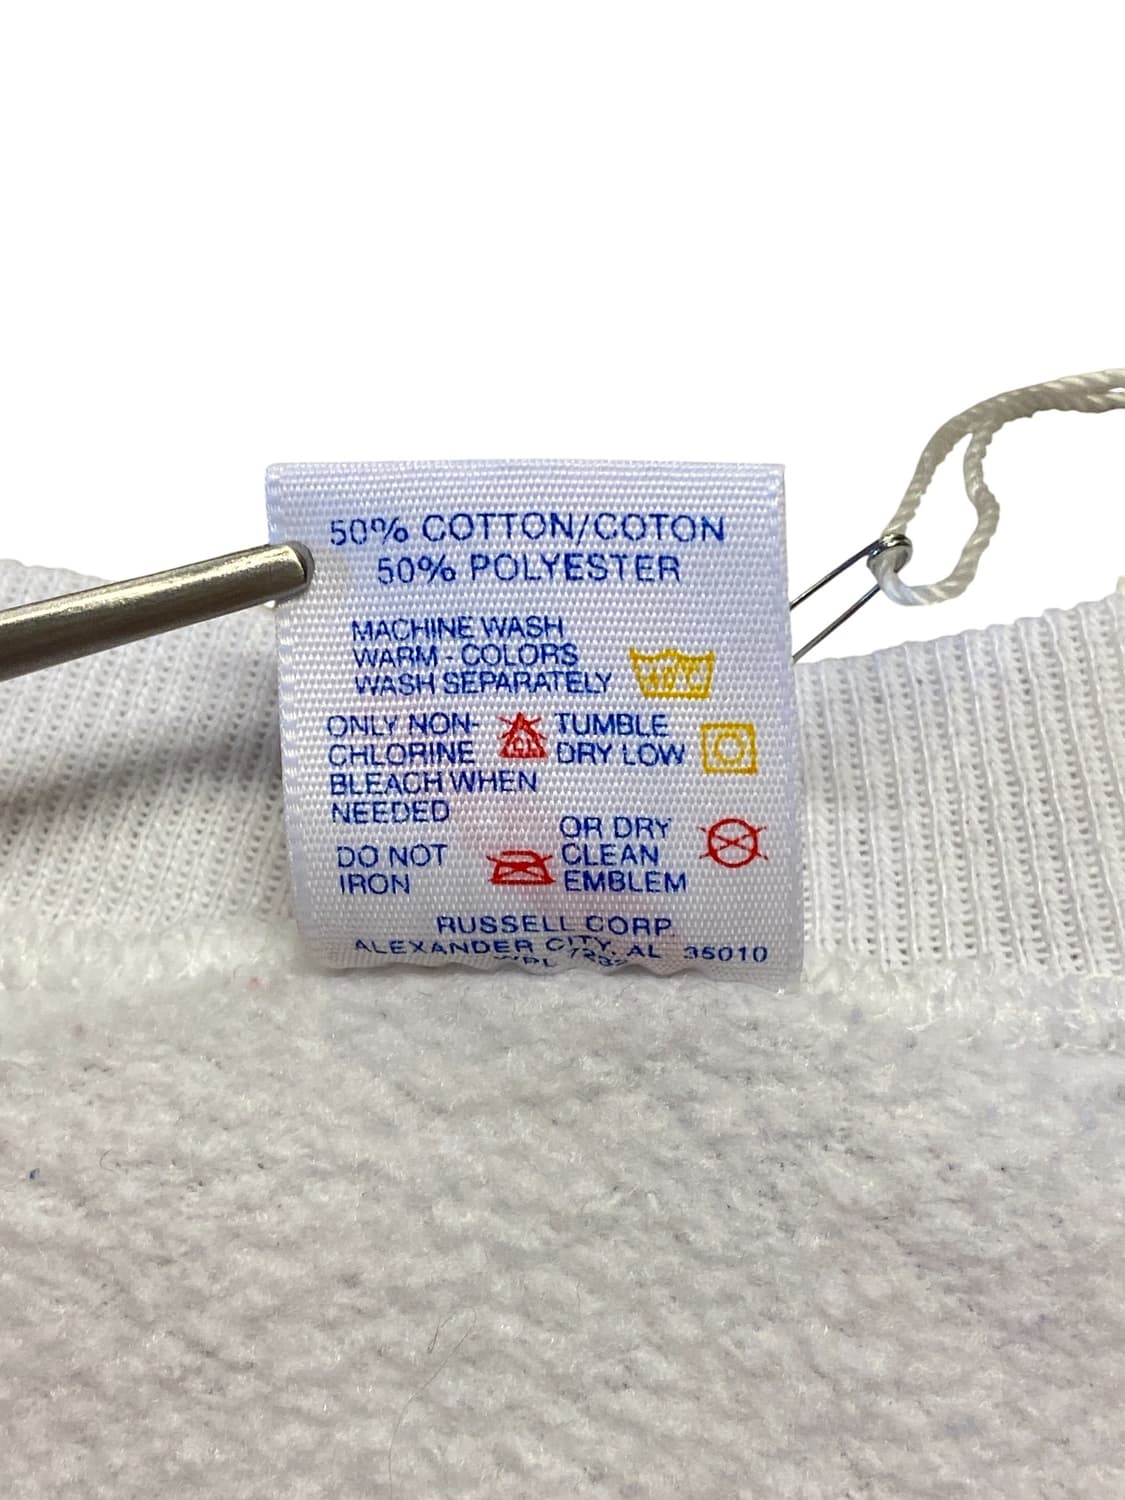 50% COTTON/COTON
50% POLYESTER
MACHINE WASH
WARM - COLORS
WASH SEPARATELY
40°
ONLY NON-
CHLORINE
BLEACH WHEN
NEEDED
TUMBLE
DRY LOW
DO NOT
IRON
OR DRY
CLEAN
EMBLEM
RUSSELL CORP.
ALEXANDER CITY, AL 35010